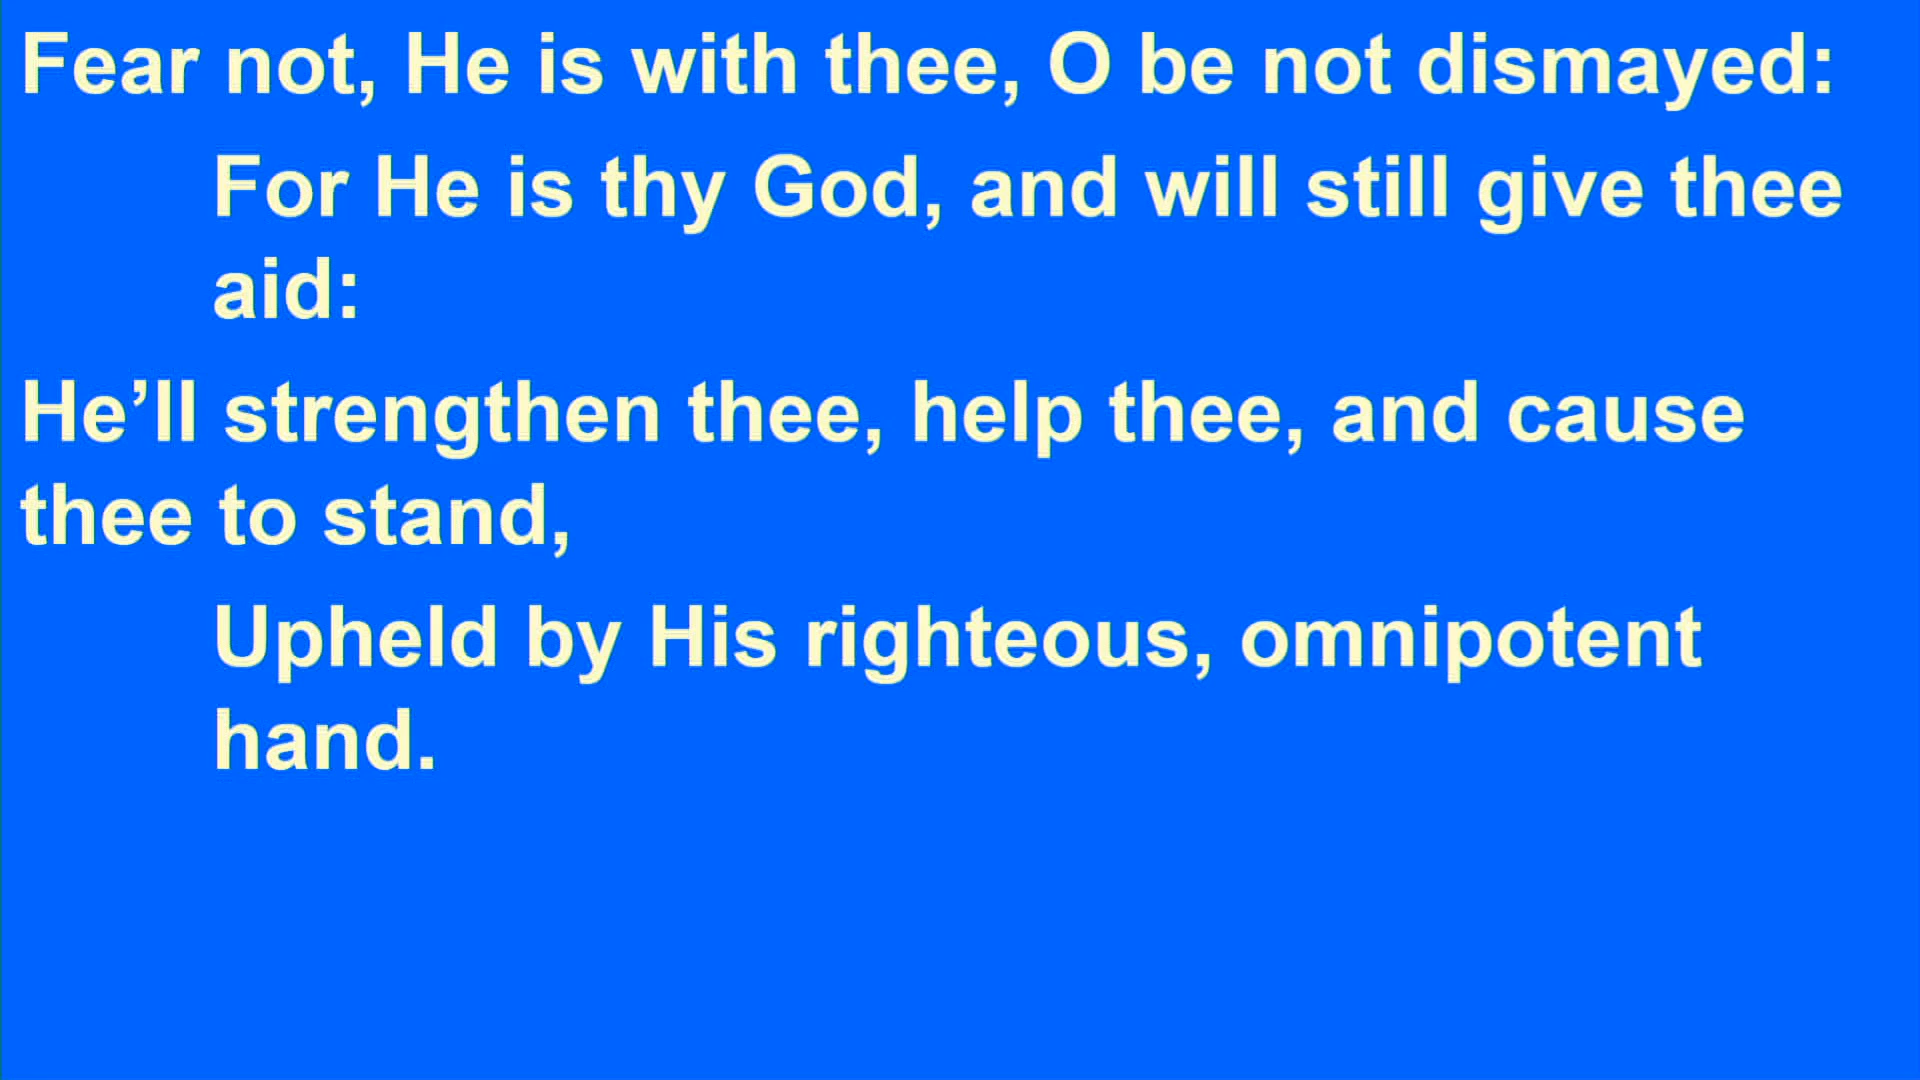 Fear not, He is with thee, O be not dismayed:
For He is thy God, and will still give thee
aid:
He’ll strengthen thee, help thee, and cause
thee to stand,
Upheld by His righteous, omnipotent
hand.